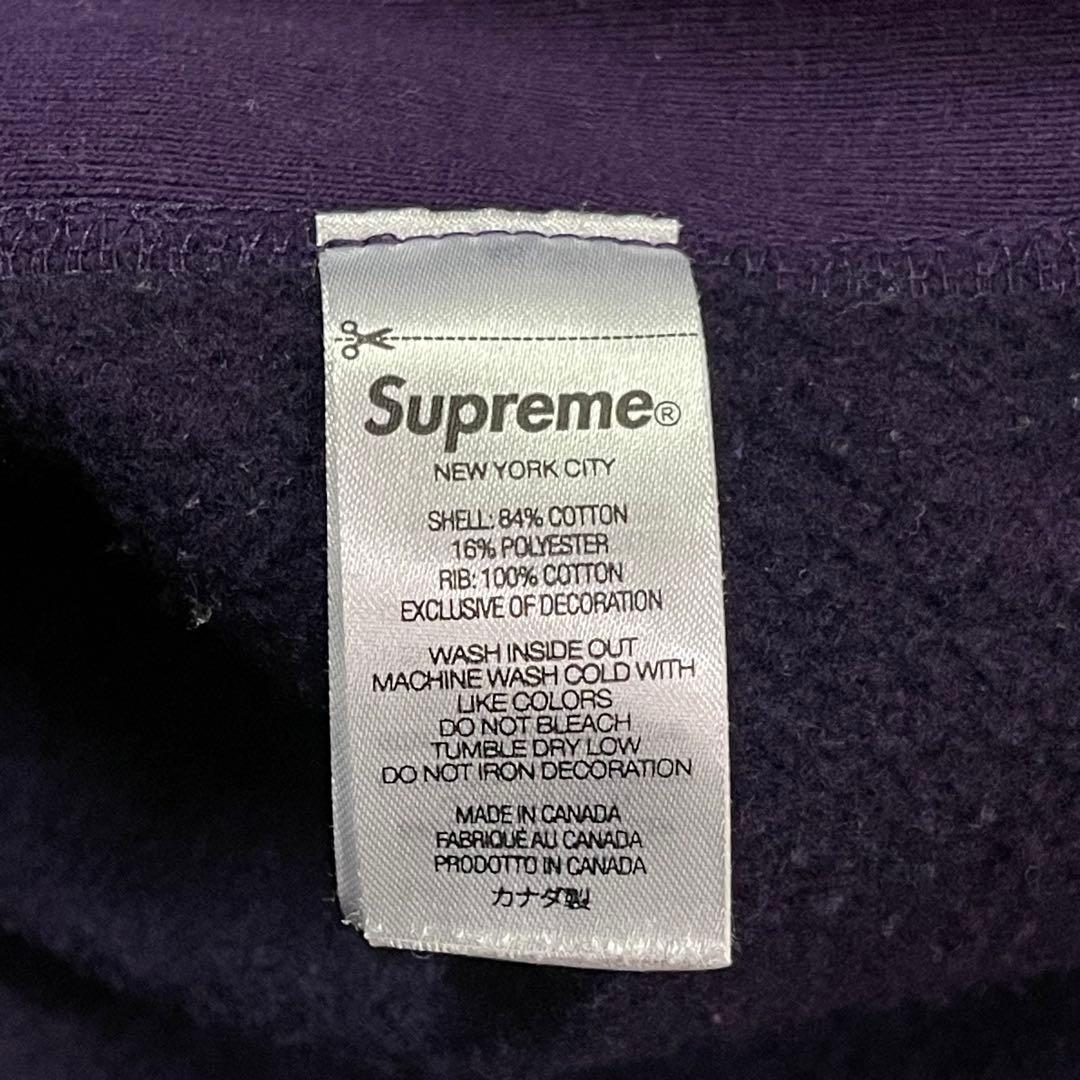 Supreme®
NEW YORK CITY
SHELL: 84% COTTON
16% POLYESTER
RIB: 100% COTTON
EXCLUSIVE OF DECORATION
WASH INSIDE OUT
MACHINE WASH COLD WITH
LIKE COLORS
DO NOT BLEACH
TUMBLE DRY LOW
DO NOT IRON DECORATION
MADE IN CANADA
FABRIQUÉ AU CANADA
PRODOTTO IN CANADA
カナダ製